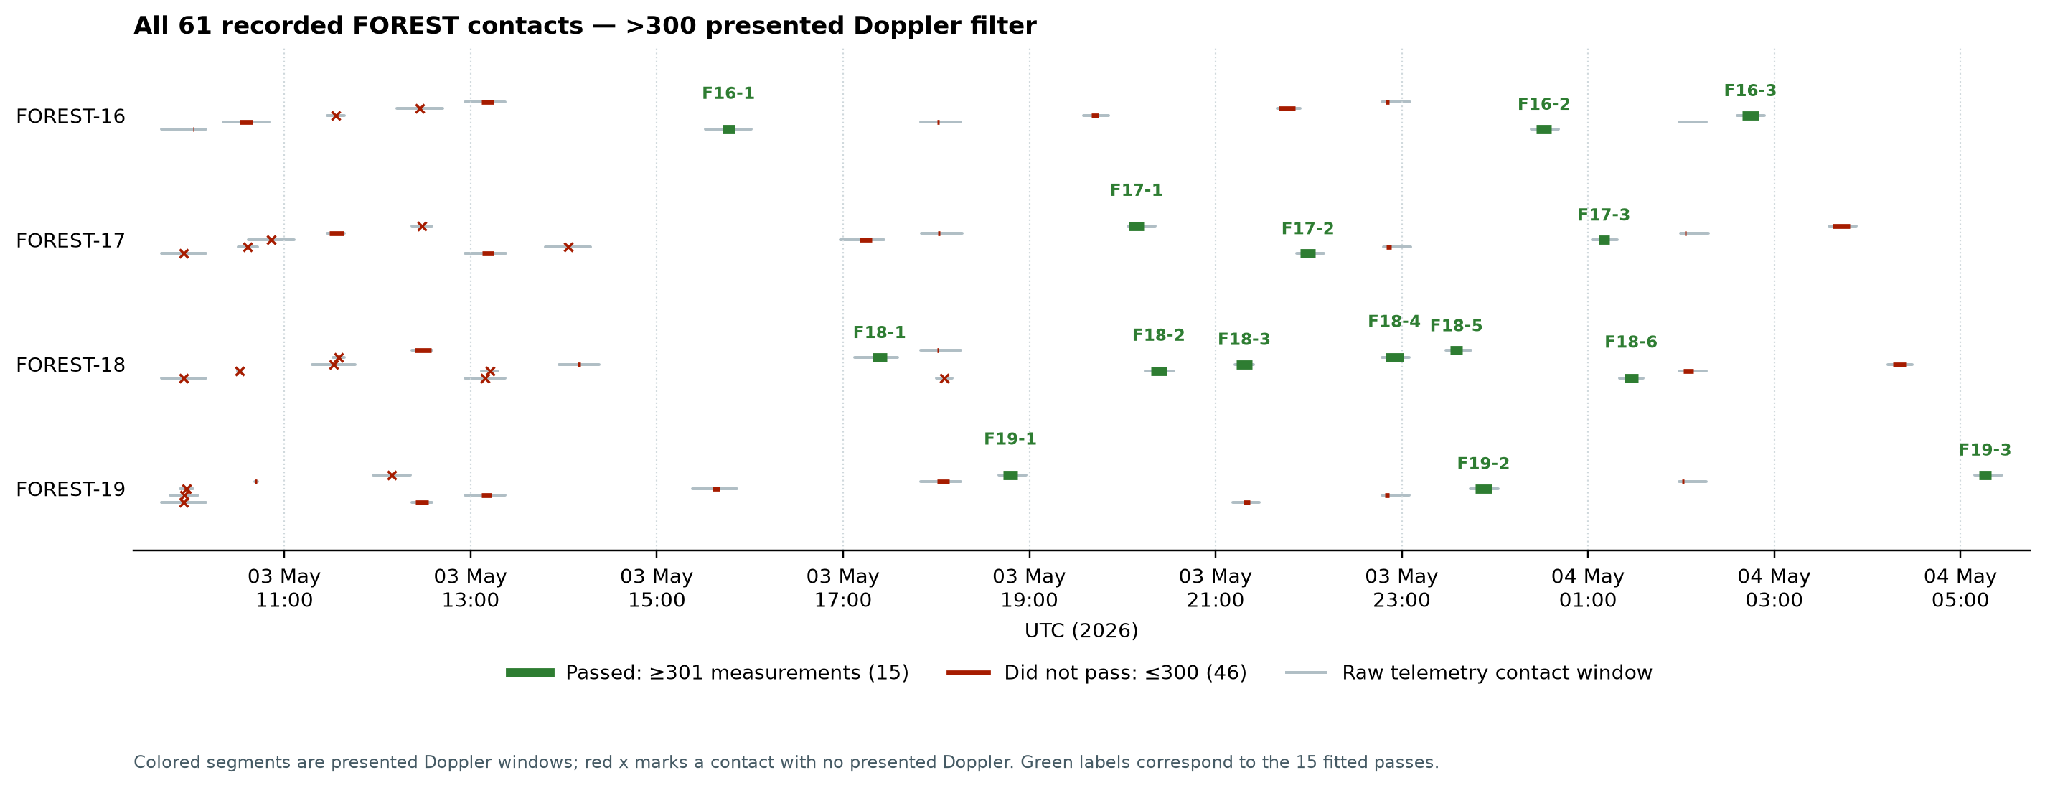 All 61 recorded FOREST contacts — >300 presented Doppler filter
F16-1
F16-2
F16-3
FOREST-16
F17-1
F17-2
F17-3
FOREST-17
F18-1
F18-2
F18-3
F18-4
F18-5
F18-6
FOREST-18
F19-1
F19-2
F19-3
FOREST-19
03 May 03 May 03 May 03 May 03 May 03 May 03 May 04 May 04 May 04 May
11:00 13:00 15:00 17:00 19:00 21:00 23:00 01:00 03:00 05:00
UTC (2026)
Passed: ≥301 measurements (15) Did not pass: ≤300 (46) Raw telemetry contact window
Colored segments are presented Doppler windows; red x marks a contact with no presented Doppler. Green labels correspond to the 15 fitted passes.